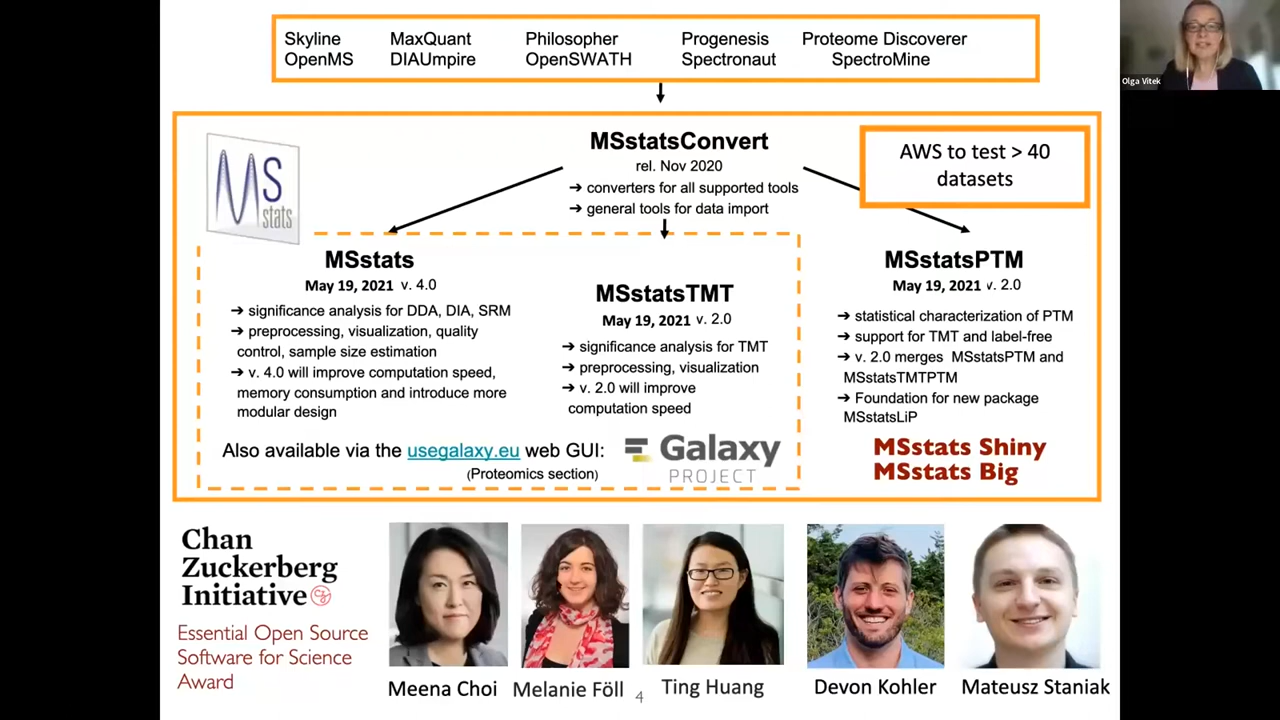 Skyline MaxQuant Philosopher Progenesis Proteome Discoverer
OpenMS DIAUmpire OpenSWATH Spectronaut SpectroMine
Olga Vitek
MSstatsConvert
rel. Nov 2020
➔ converters for all supported tools
➔ general tools for data import
AWS to test > 40
datasets
MS
stats
MSstats
May 19, 2021 v. 4.0
➔ significance analysis for DDA, DIA, SRM
➔ preprocessing, visualization, quality
control, sample size estimation
➔ v. 4.0 will improve computation speed,
memory consumption and introduce more
modular design
MSstatsTMT
May 19, 2021 v. 2.0
➔ significance analysis for TMT
➔ preprocessing, visualization
➔ v. 2.0 will improve
computation speed
MSstatsPTM
May 19, 2021 v. 2.0
➔ statistical characterization of PTM
➔ support for TMT and label-free
➔ v. 2.0 merges MSstatsPTM and
MSstatsTMTPTM
➔ Foundation for new package
MSstatsLiP
Also available via the usegalaxy.eu web GUI:
(Proteomics section)
Galaxy
PROJECT
MSstats Shiny
MSstats Big
Chan
Zuckerberg
Initiative
Essential Open Source
Software for Science
Award
Meena Choi Melanie Föll Ting Huang Devon Kohler Mateusz Staniak
4